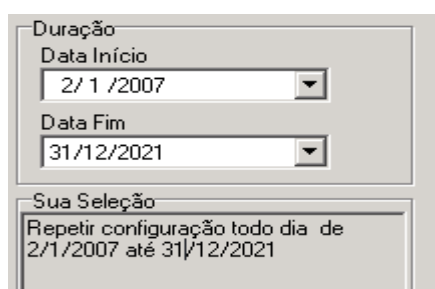 Duração
Data Início
2/ 1 /2007
Data Fim
31/12/2021
Sua Seleção
Repetir configuração todo dia  de
2/1/2007 até 31/12/2021